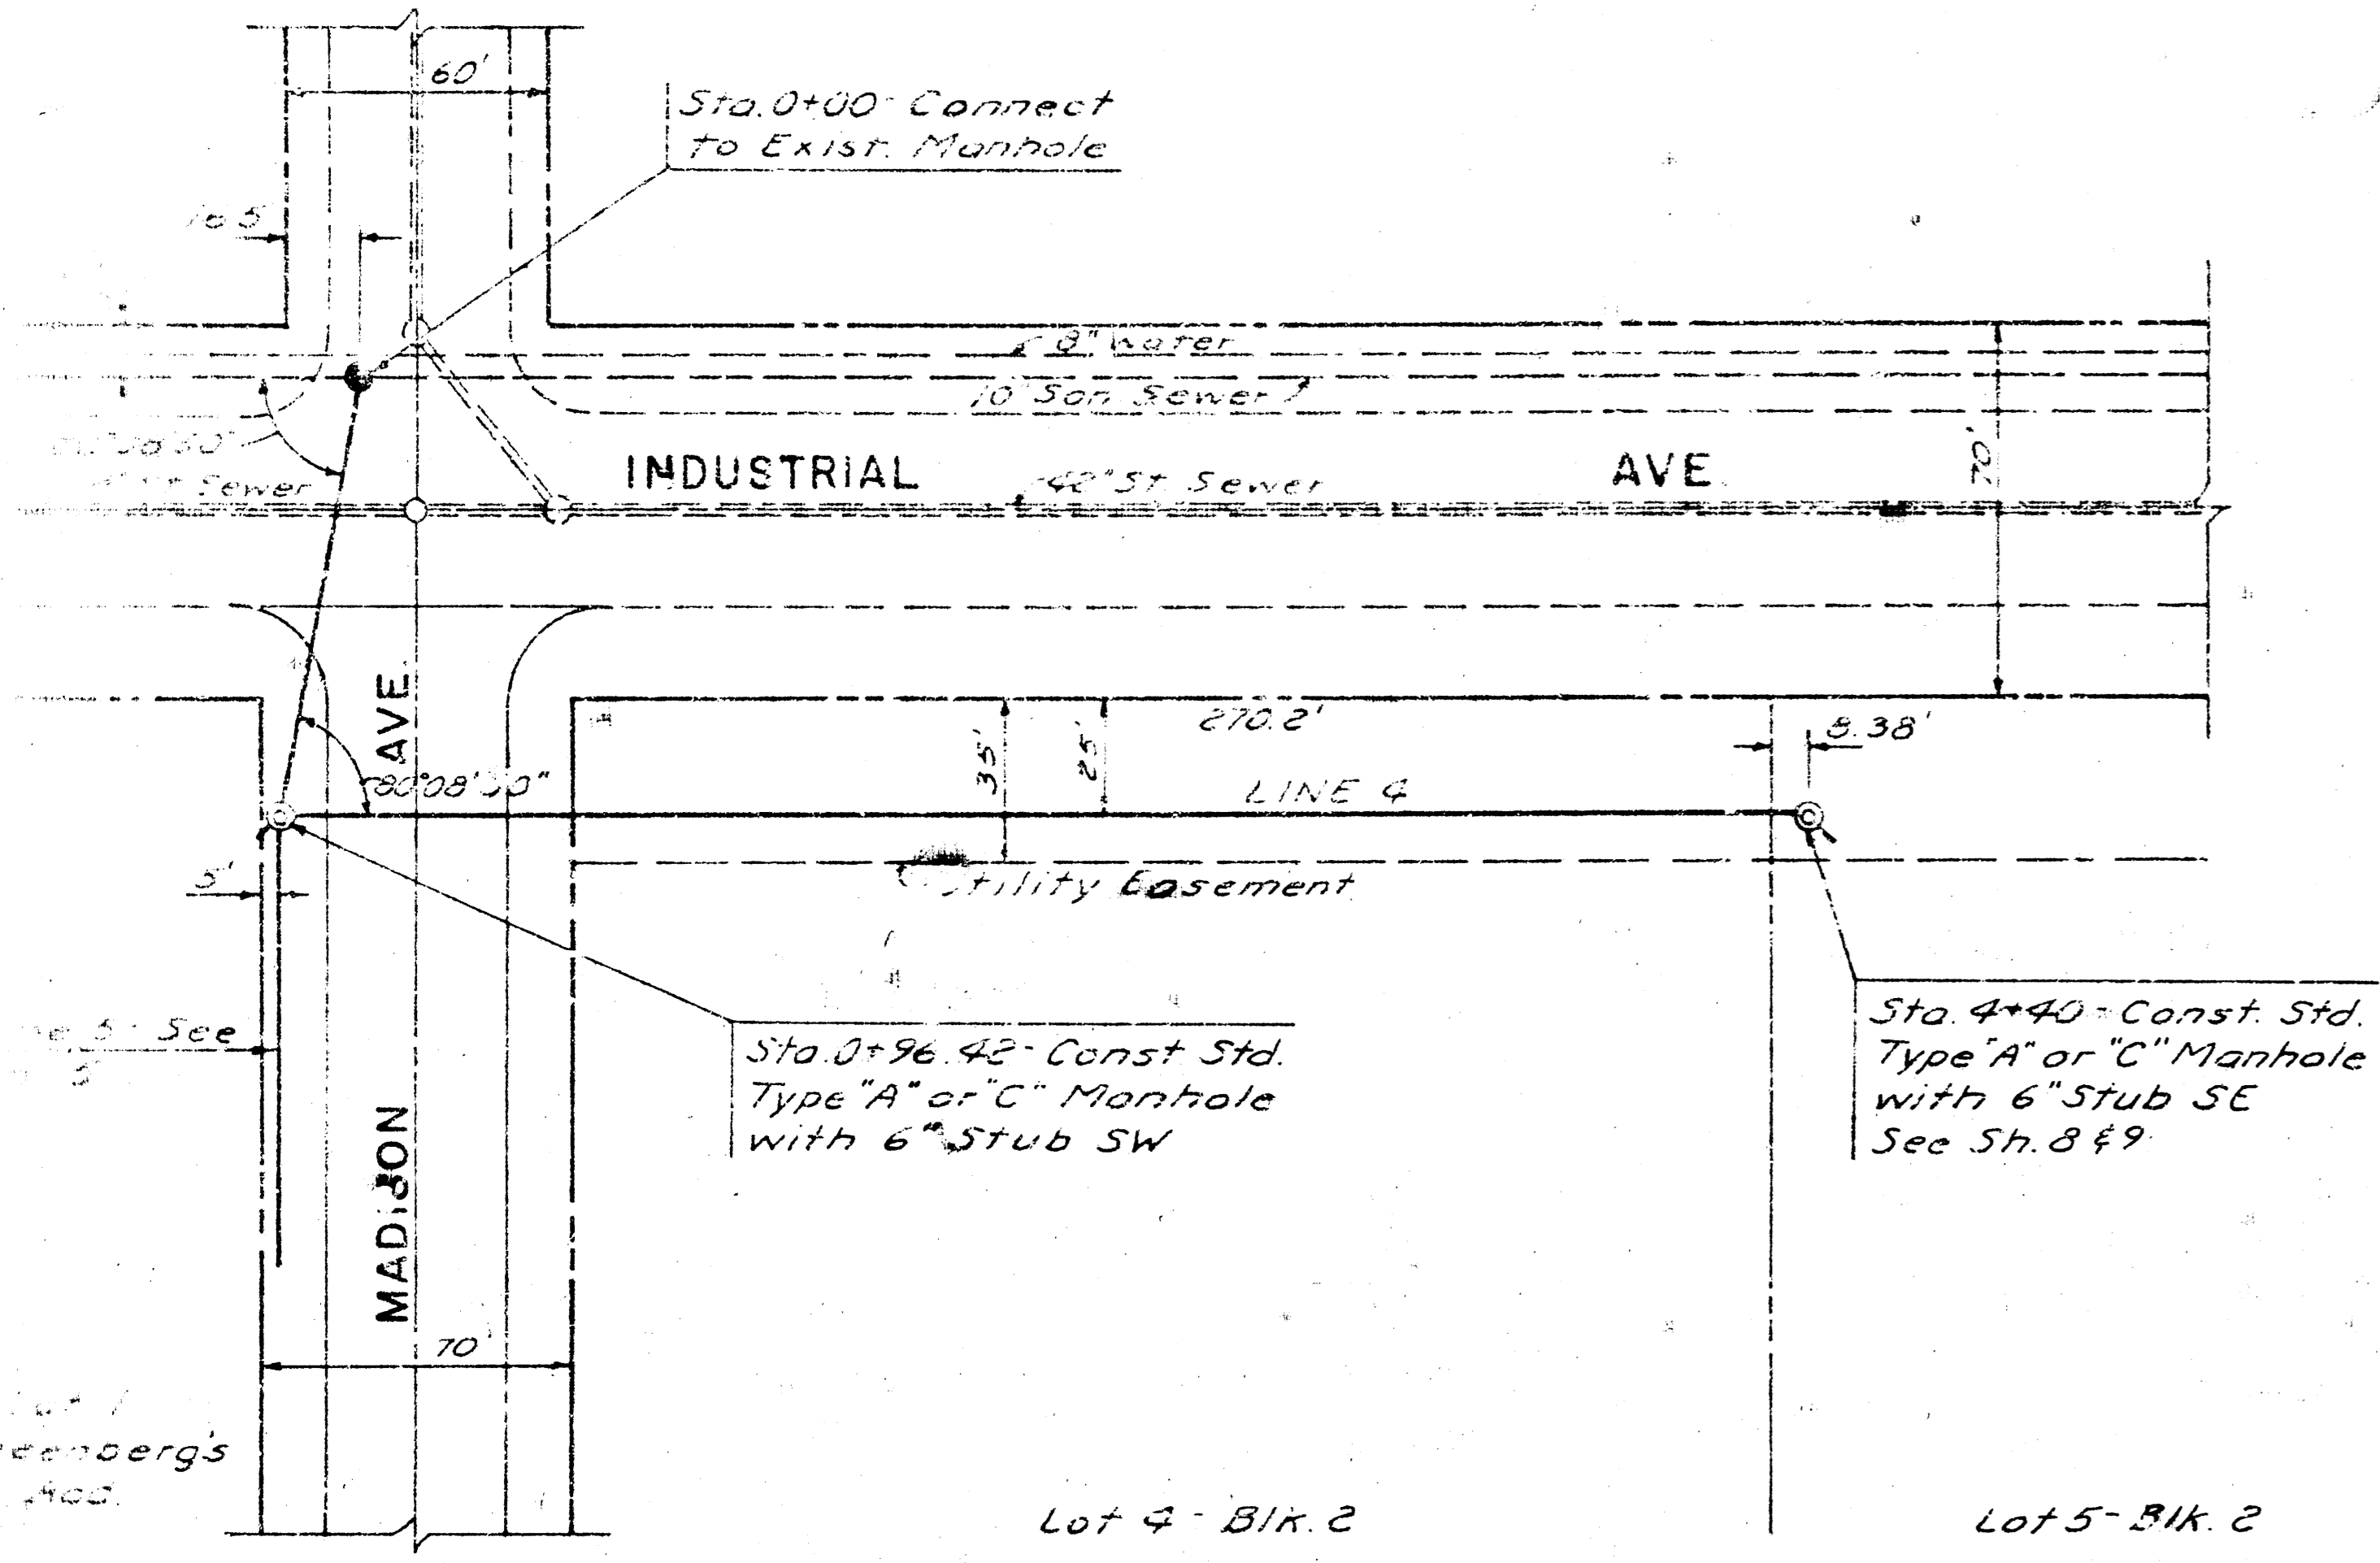 60'
Sta. 0+00 - Connect
to Exist. Manhole
8" Water
10" San Sewer
Sewer
INDUSTRIAL AVE.
42" St. Sewer
70'
MADISON AVE.
270.2'
8.38'
35'
25'
LINE 4
5'
Utility Easement
5 - See
5
Sta. 0+96.42 - Const Std.
Type "A" or "C" Manhole
with 6" Stub SW
Sta. 4+40 - Const. Std.
Type "A" or "C" Manhole
with 6" Stub SE
See Sh. 8 & 9
70'
Lot 4 - Blk. 2
Lot 5 - Blk. 2